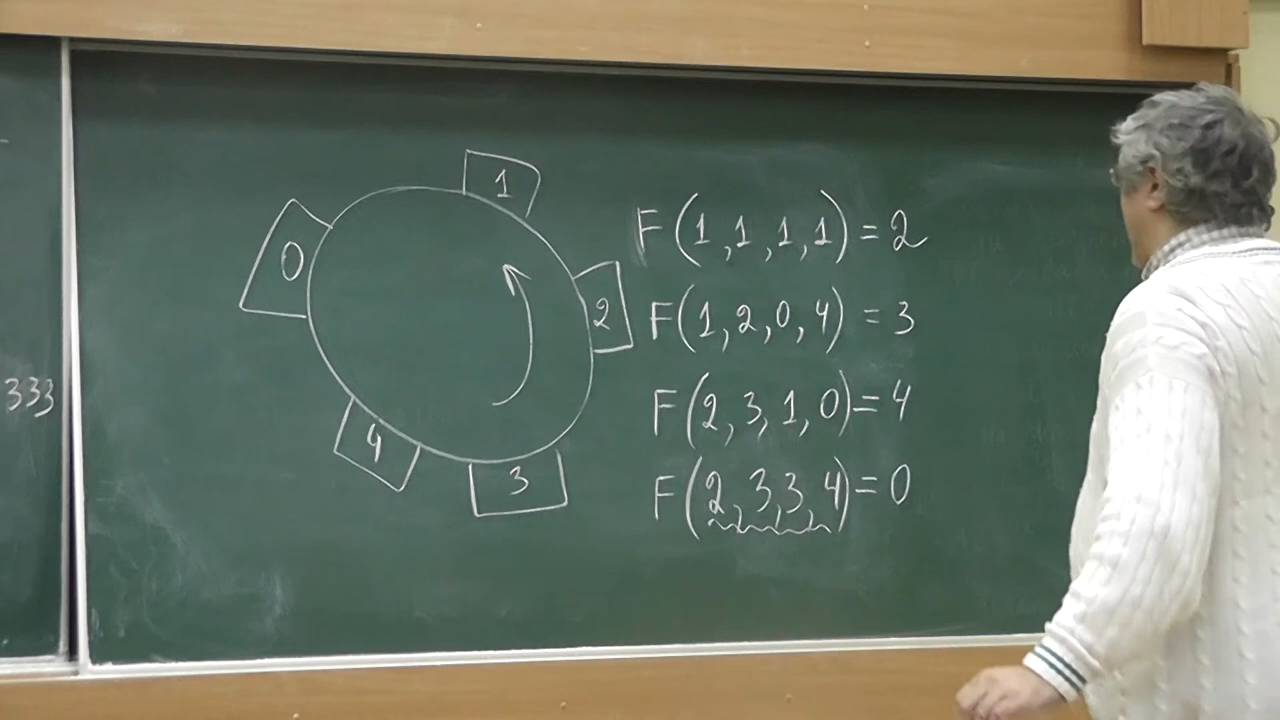 333
1
0
2
4
3
F(1,1,1,1)=2
F(1,2,0,4)=3
F(2,3,1,0)=4
F(2,3,3,4)=0